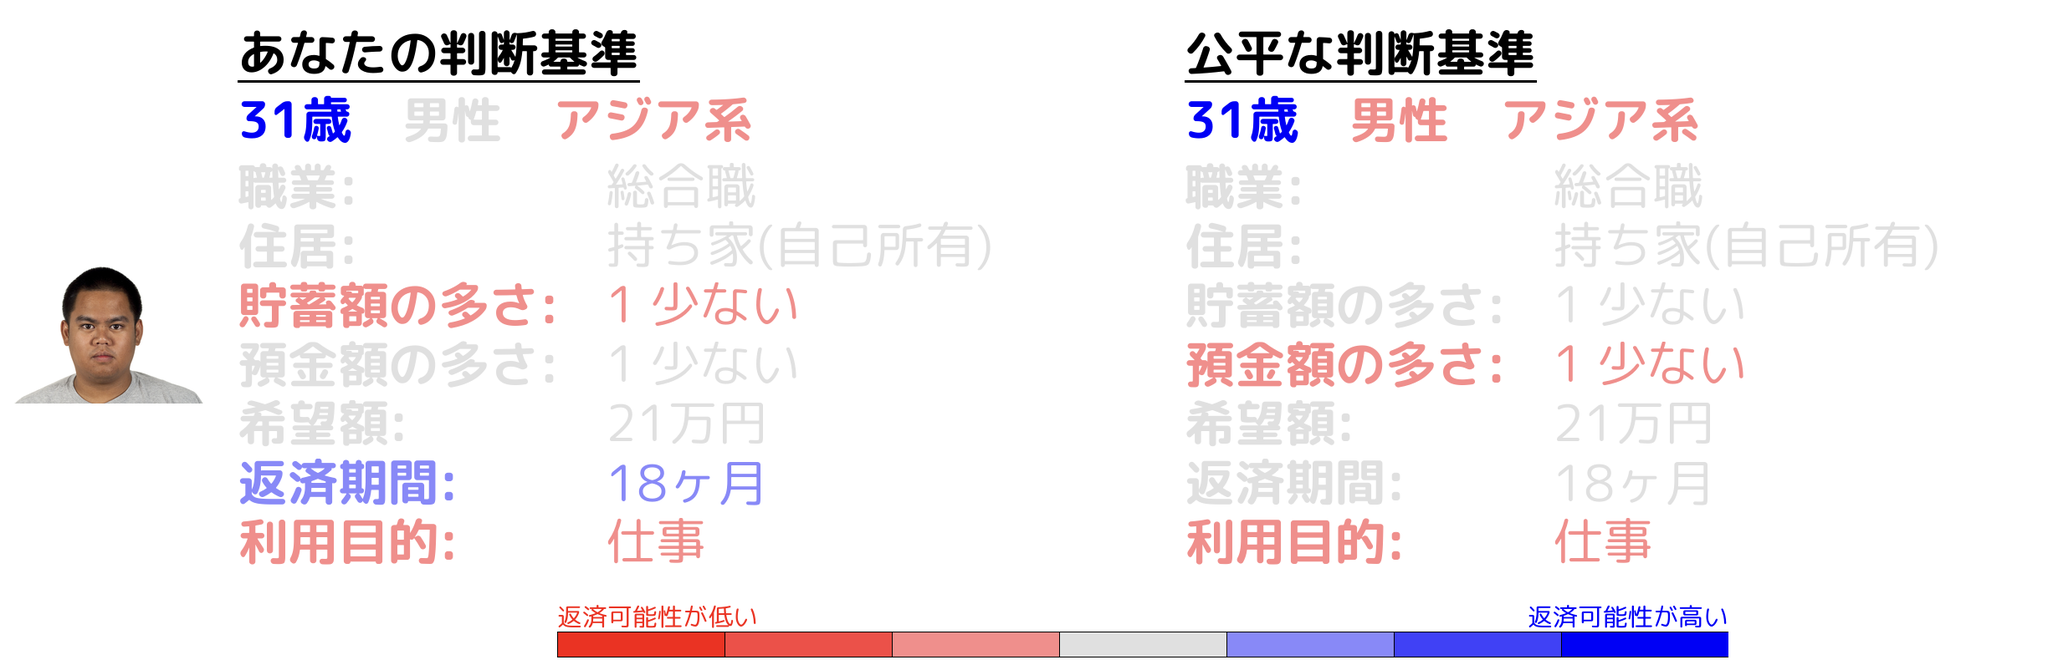 あなたの判断基準
31歳 男性 アジア系
職業: 総合職
住居: 持ち家(自己所有)
貯蓄額の多さ: 1 少ない
預金額の多さ: 1 少ない
希望額: 21万円
返済期間: 18ヶ月
利用目的: 仕事
公平な判断基準
31歳 男性 アジア系
職業: 総合職
住居: 持ち家(自己所有)
貯蓄額の多さ: 1 少ない
預金額の多さ: 1 少ない
希望額: 21万円
返済期間: 18ヶ月
利用目的: 仕事
返済可能性が低い
返済可能性が高い